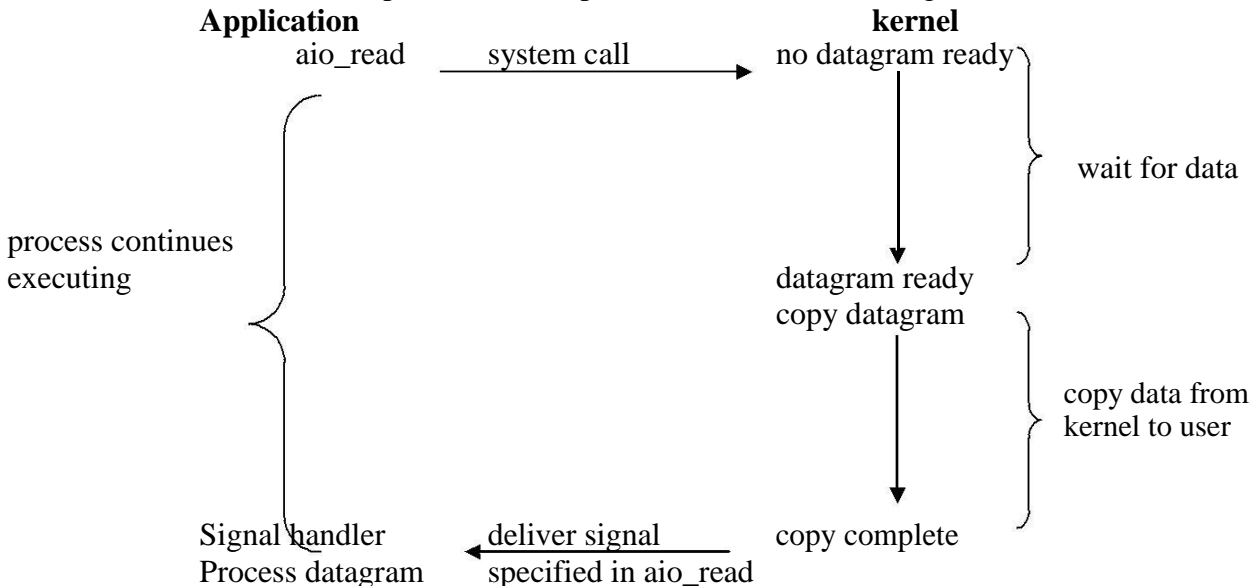 Application kernel
aio_read system call no datagram ready
wait for data
process continues
executing
datagram ready
copy datagram
copy data from
kernel to user
Signal handler deliver signal copy complete
Process datagram specified in aio_read